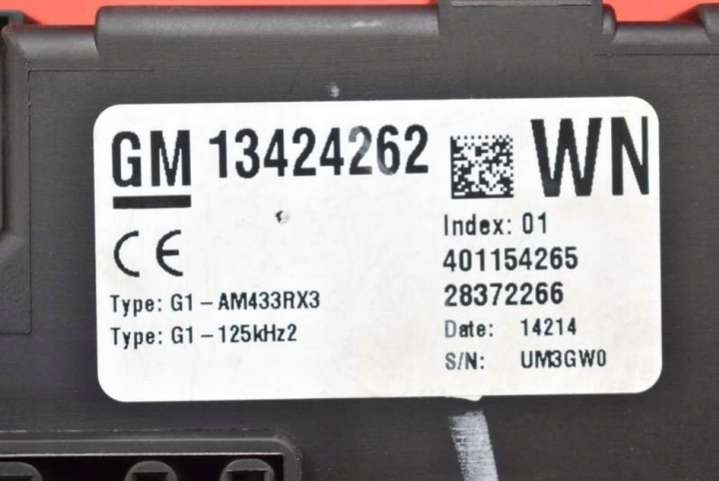 GM 13424262 WN
Index: 01
401154265
CE
28372266
Type: G1-AM433RX3
Date: 14214
Type: G1-125kHz2
S/N: UM3GW0